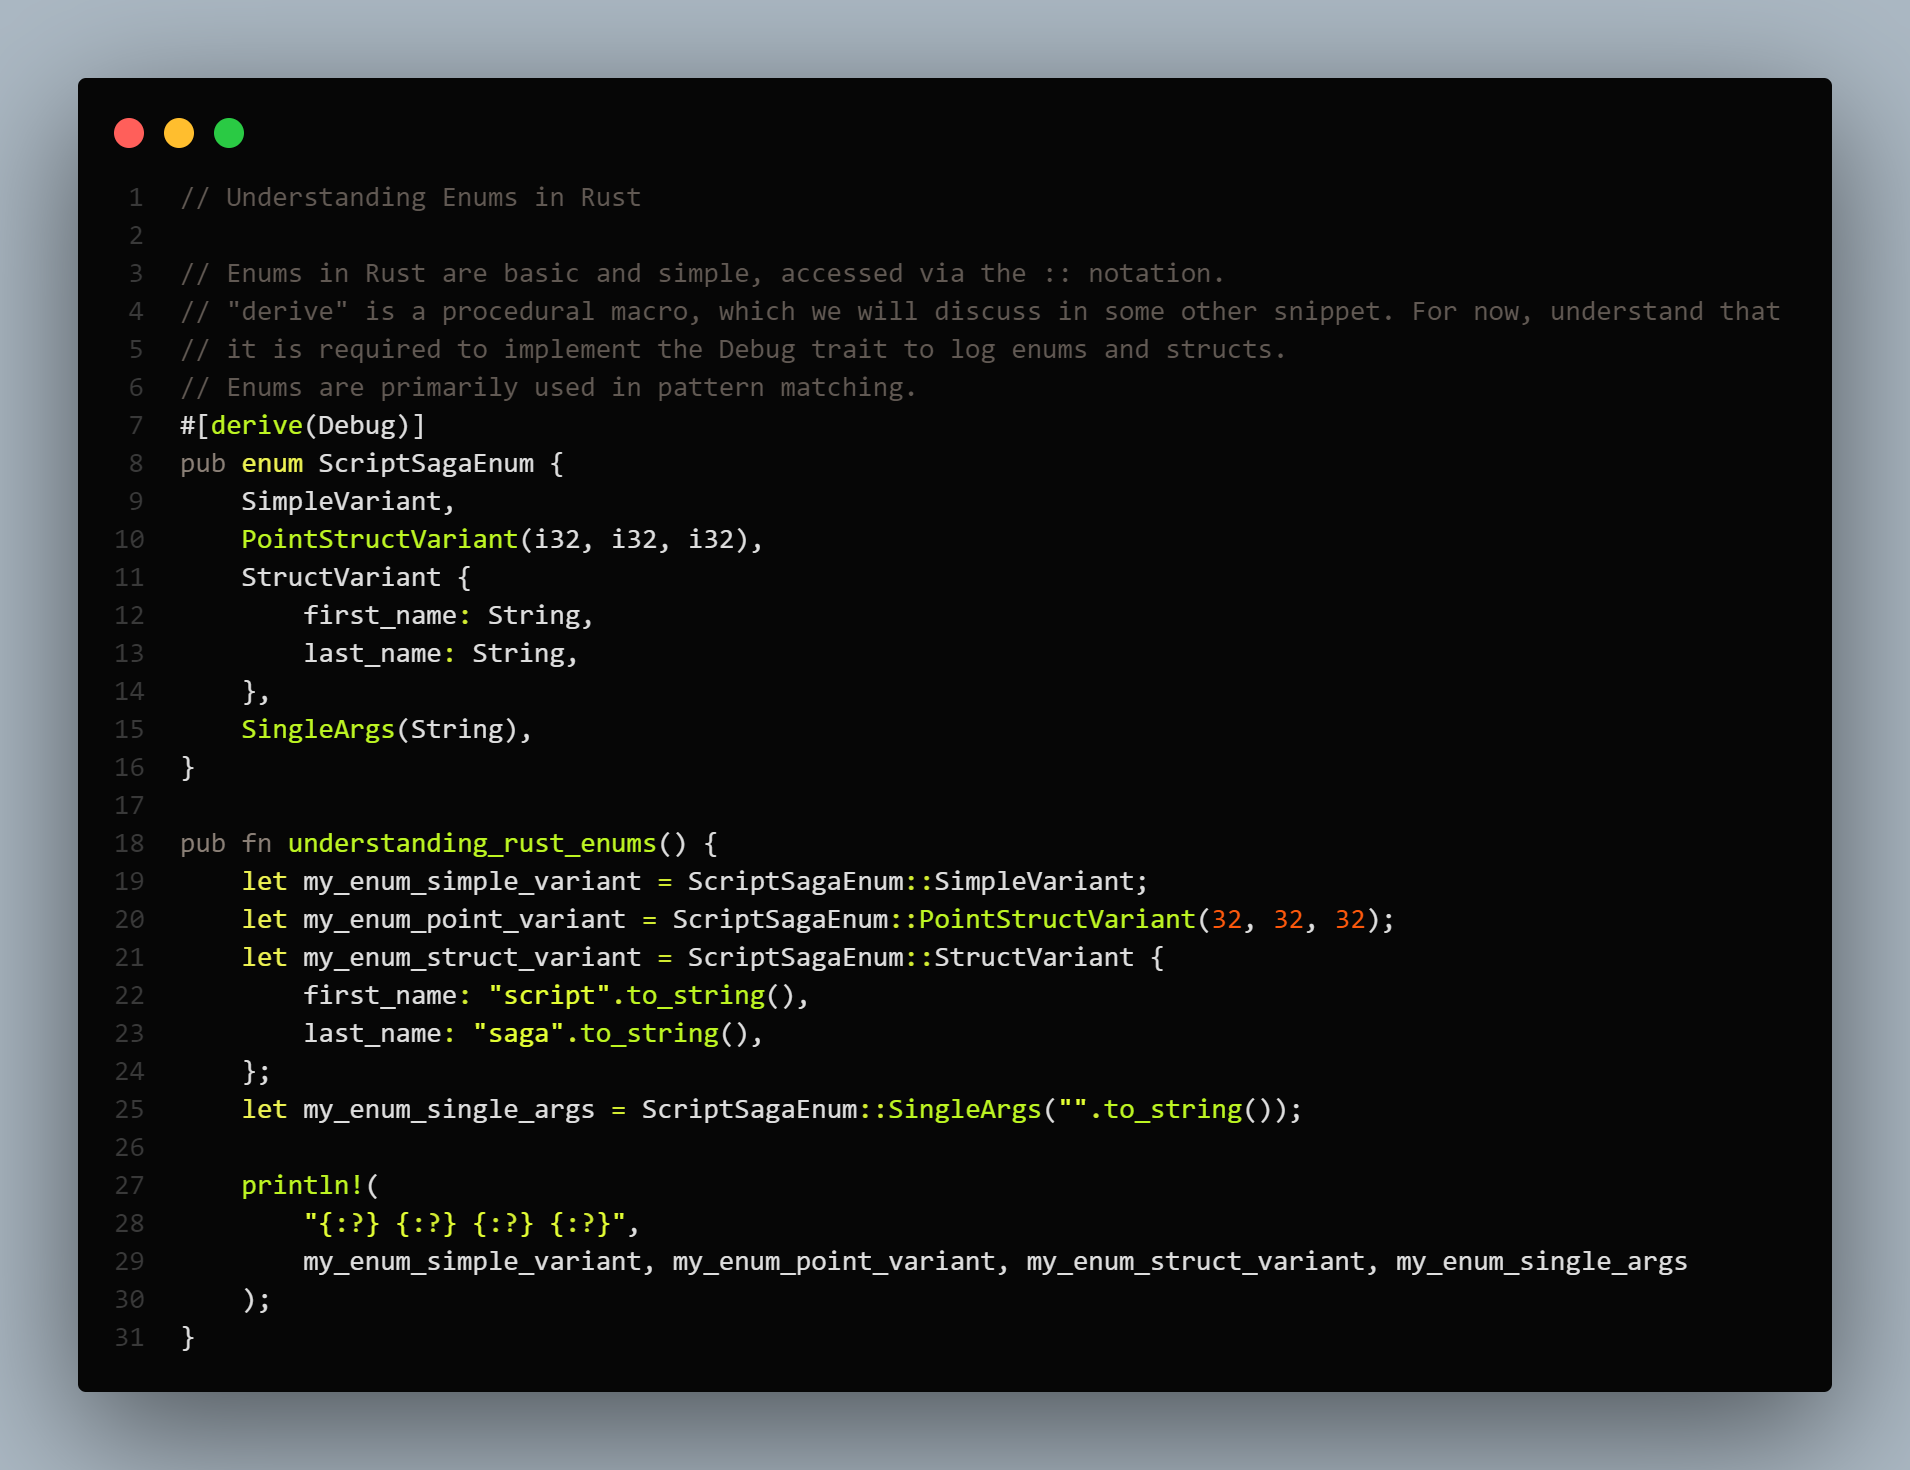 1 // Understanding Enums in Rust
2
3 // Enums in Rust are basic and simple, accessed via the :: notation.
4 // "derive" is a procedural macro, which we will discuss in some other snippet. For now, understand that
5 // it is required to implement the Debug trait to log enums and structs.
6 // Enums are primarily used in pattern matching.
7 #[derive(Debug)]
8 pub enum ScriptSagaEnum {
9     SimpleVariant,
10     PointStructVariant(i32, i32, i32),
11     StructVariant {
12         first_name: String,
13         last_name: String,
14     },
15     SingleArgs(String),
16 }
17
18 pub fn understanding_rust_enums() {
19     let my_enum_simple_variant = ScriptSagaEnum::SimpleVariant;
20     let my_enum_point_variant = ScriptSagaEnum::PointStructVariant(32, 32, 32);
21     let my_enum_struct_variant = ScriptSagaEnum::StructVariant {
22         first_name: "script".to_string(),
23         last_name: "saga".to_string(),
24     };
25     let my_enum_single_args = ScriptSagaEnum::SingleArgs("".to_string());
26
27     println!(
28         "{:?} {:?} {:?} {:?}",
29         my_enum_simple_variant, my_enum_point_variant, my_enum_struct_variant, my_enum_single_args
30     );
31 }